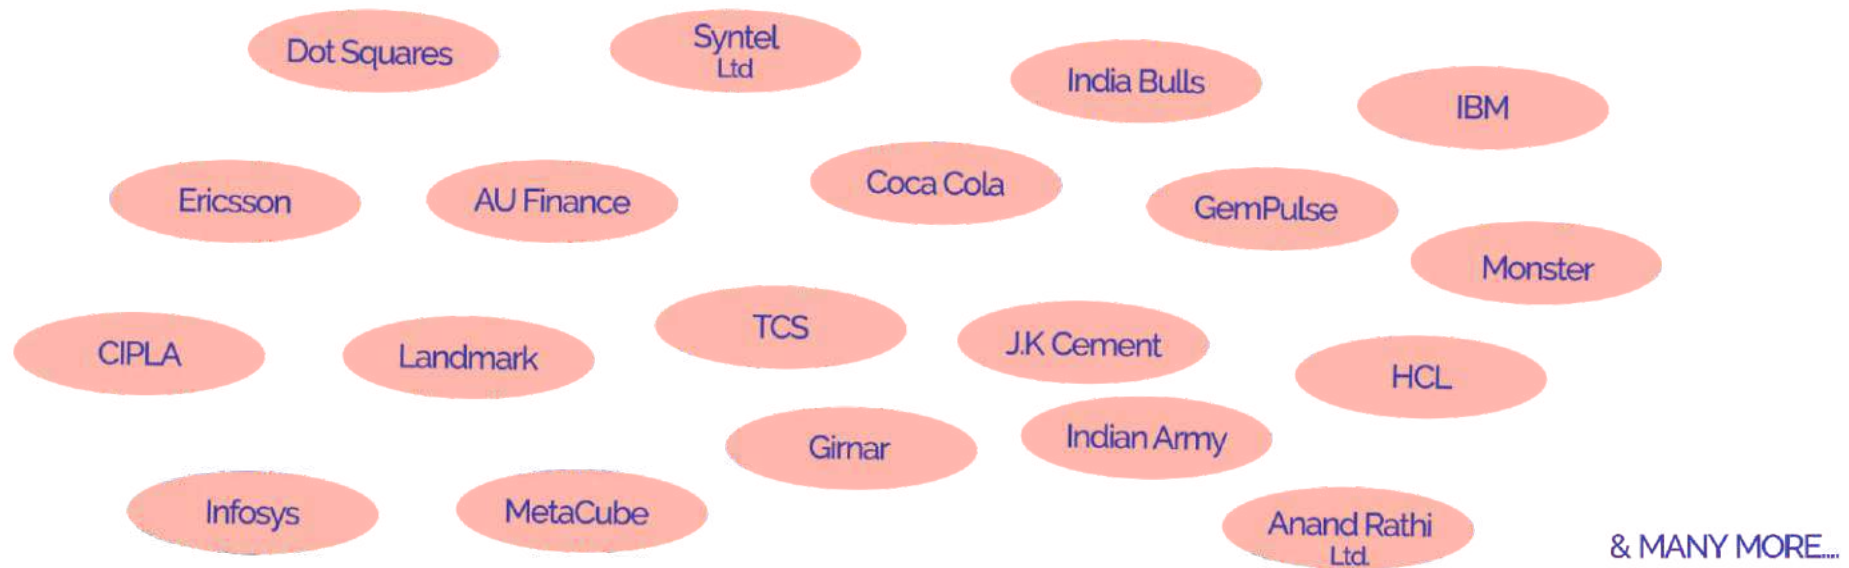 Dot Squares
Syntel
Ltd
India Bulls
IBM
Ericsson
AU Finance
Coca Cola
GemPulse
Monster
CIPLA
Landmark
TCS
J.K Cement
HCL
Girnar
Indian Army
Infosys
MetaCube
Anand Rathi
Ltd.
& MANY MORE....